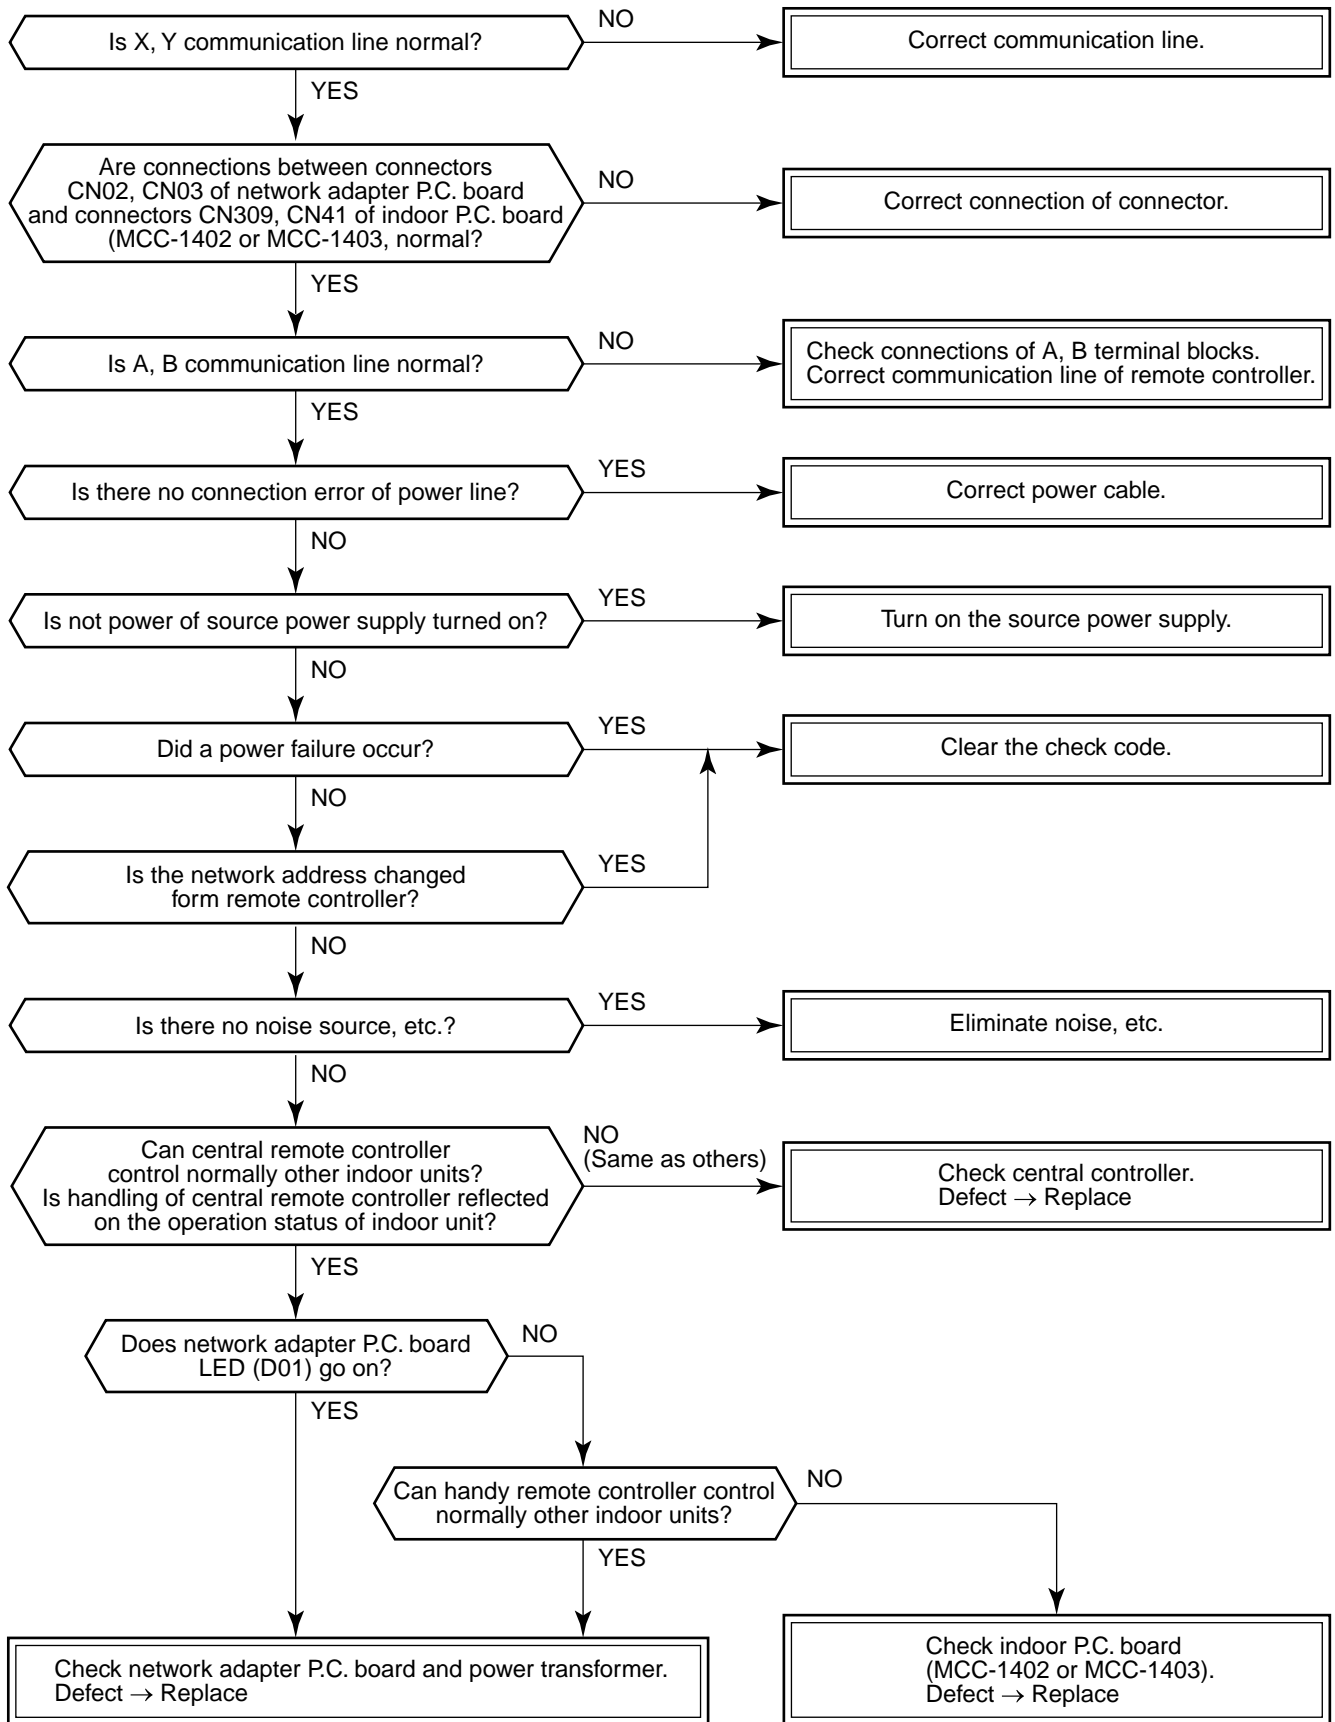 Is X, Y communication line normal?
NO
Correct communication line.
YES
Are connections between connectors
CN02, CN03 of network adapter P.C. board
and connectors CN309, CN41 of indoor P.C. board
(MCC-1402 or MCC-1403, normal?
NO
Correct connection of connector.
YES
Is A, B communication line normal?
NO
Check connections of A, B terminal blocks.
Correct communication line of remote controller.
YES
Is there no connection error of power line?
YES
Correct power cable.
NO
Is not power of source power supply turned on?
YES
Turn on the source power supply.
NO
Did a power failure occur?
YES
Clear the check code.
NO
Is the network address changed
form remote controller?
YES
NO
Is there no noise source, etc.?
YES
Eliminate noise, etc.
NO
Can central remote controller
control normally other indoor units?
Is handling of central remote controller reflected
on the operation status of indoor unit?
NO
(Same as others)
Check central controller.
Defect → Replace
YES
Does network adapter P.C. board
LED (D01) go on?
NO
YES
Can handy remote controller control
normally other indoor units?
NO
YES
Check network adapter P.C. board and power transformer.
Defect → Replace
Check indoor P.C. board
(MCC-1402 or MCC-1403).
Defect → Replace